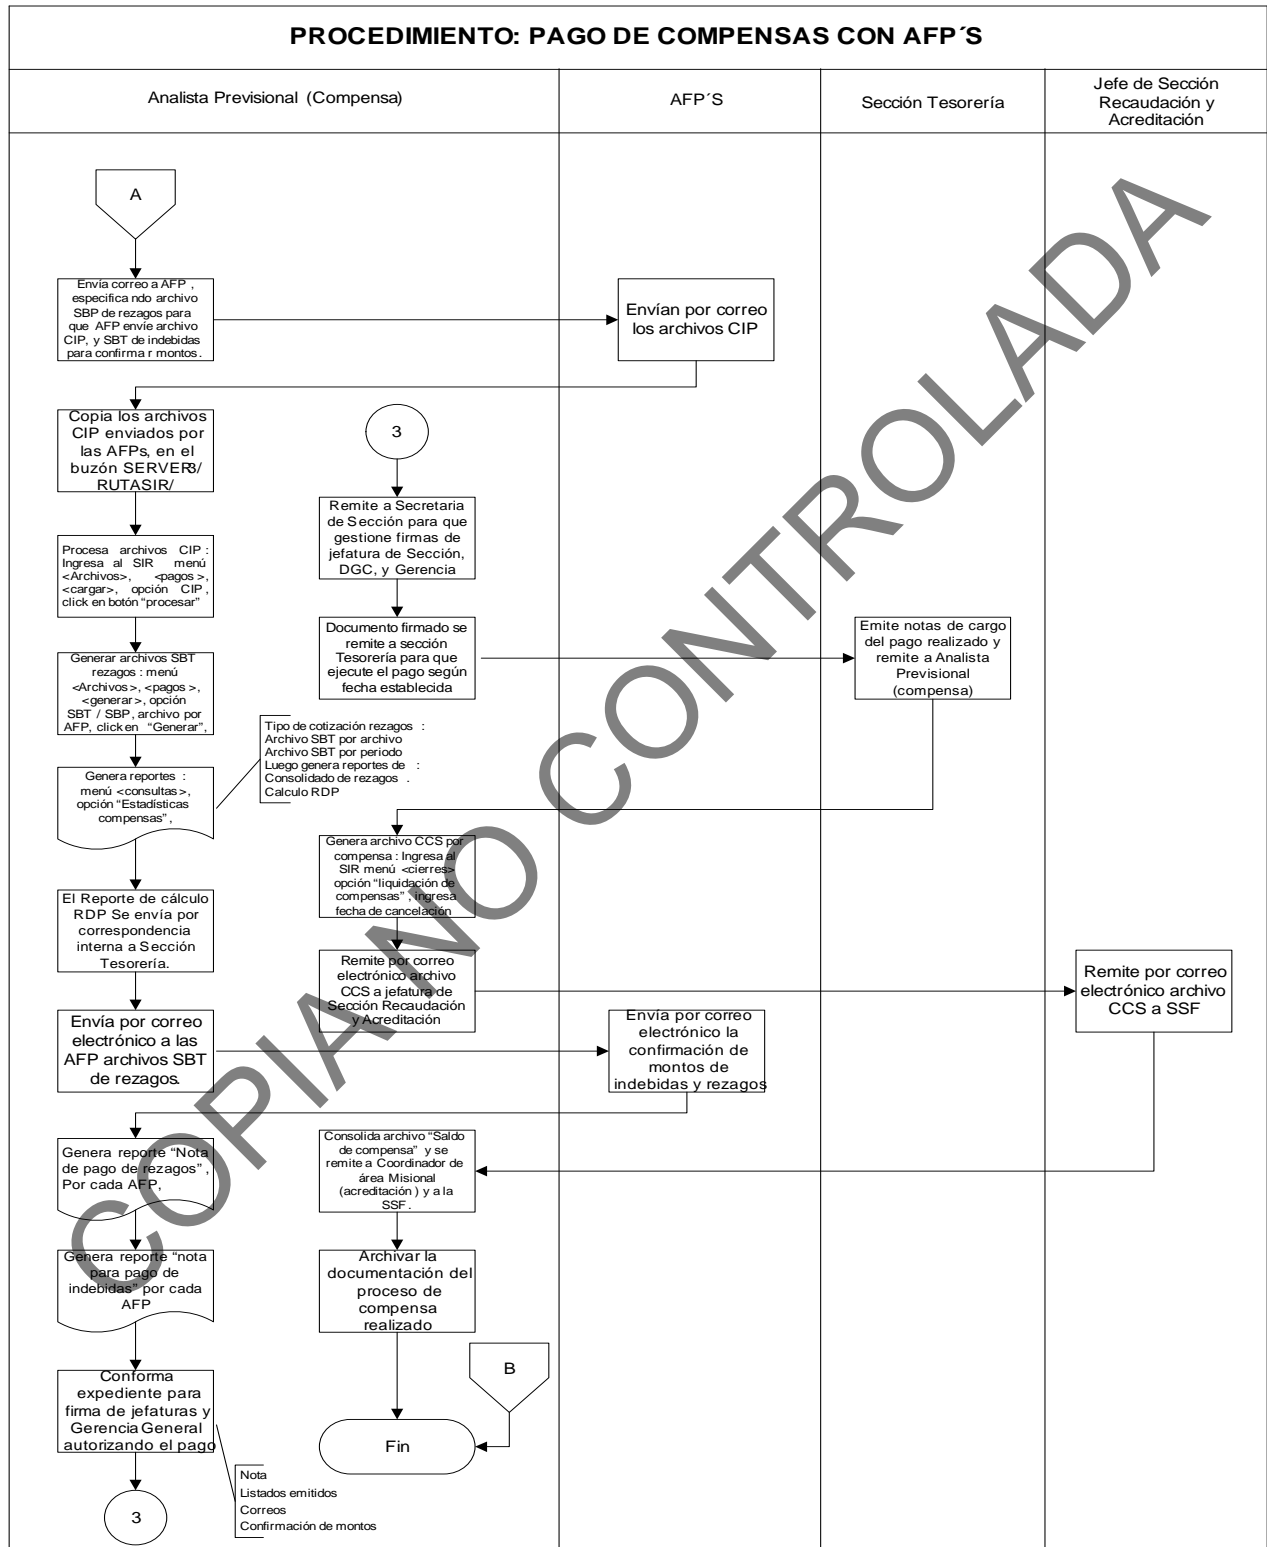 PROCEDIMIENTO: PAGO DE COMPENSAS CON AFP´S
Analista Previsional (Compensa)
AFP´S
Sección Tesorería
Jefe de Sección
Recaudación y
Acreditación
A
Envía correo a AFP ,
especifica ndo archivo
SBP de rezagos para
que AFP envíe archivo
CIP, y SBT de indebidas
para confirma r montos.
Envían por correo
los archivos CIP
Copia los archivos
CIP enviados por
las AFPs, en el
buzón SERVER3/
RUTASIR/
Procesa archivos CIP :
Ingresa al SIR menú
<Archivos>, <pagos >,
<cargar>, opción CIP,
click en botón “procesar”
Generar archivos SBT
rezagos : menú
<Archivos>, <pagos >,
<generar>, opción
SBT / SBP, archivo por
AFP, click en “Generar”,
Genera reportes :
menú <consultas>,
opción “Estadísticas
compensas” ,
Tipo de cotización rezagos :
Archivo SBT por archivo
Archivo SBT por periodo
Luego genera reportes de :
Consolidado de rezagos .
Calculo RDP
El Reporte de cálculo
RDP Se envía por
correspondencia
interna a Sección
Tesorería.
Envía por correo
electrónico a las
AFP archivos SBT
de rezagos.
Envía por correo
electrónico la
confirmación de
montos de
indebidas y rezagos
Genera reporte “Nota
de pago de rezagos” ,
Por cada AFP,
Genera reporte “nota
para pago de
indebidas” por cada
AFP
Conforma
expediente para
firma de jefaturas y
Gerencia General
autorizando el pago
Nota
Listados emitidos
Correos
Confirmación de montos
3
3
Remite a Secretaria
de Sección para que
gestione firmas de
jefatura de Sección,
DGC, y Gerencia
Documento firmado se
remite a sección
Tesorería para que
ejecute el pago según
fecha establecida
Emite notas de cargo
del pago realizado y
remite a Analista
Previsional
(compensa)
Genera archivo CCS por
compensa : Ingresa al
SIR menú <cierres>
opción “liquidación de
compensas” , ingresa
fecha de cancelación
Remite por correo
electrónico archivo
CCS a jefatura de
Sección Recaudación
y Acreditación
Remite por correo
electrónico archivo
CCS a SSF
Consolida archivo “Saldo
de compensa” y se
remite a Coordinador de
área Misional
(acreditación ) y a la
SSF.
Archivar la
documentación del
proceso de
compensa
realizado
B
Fin
COPIA NO CONTROLADA